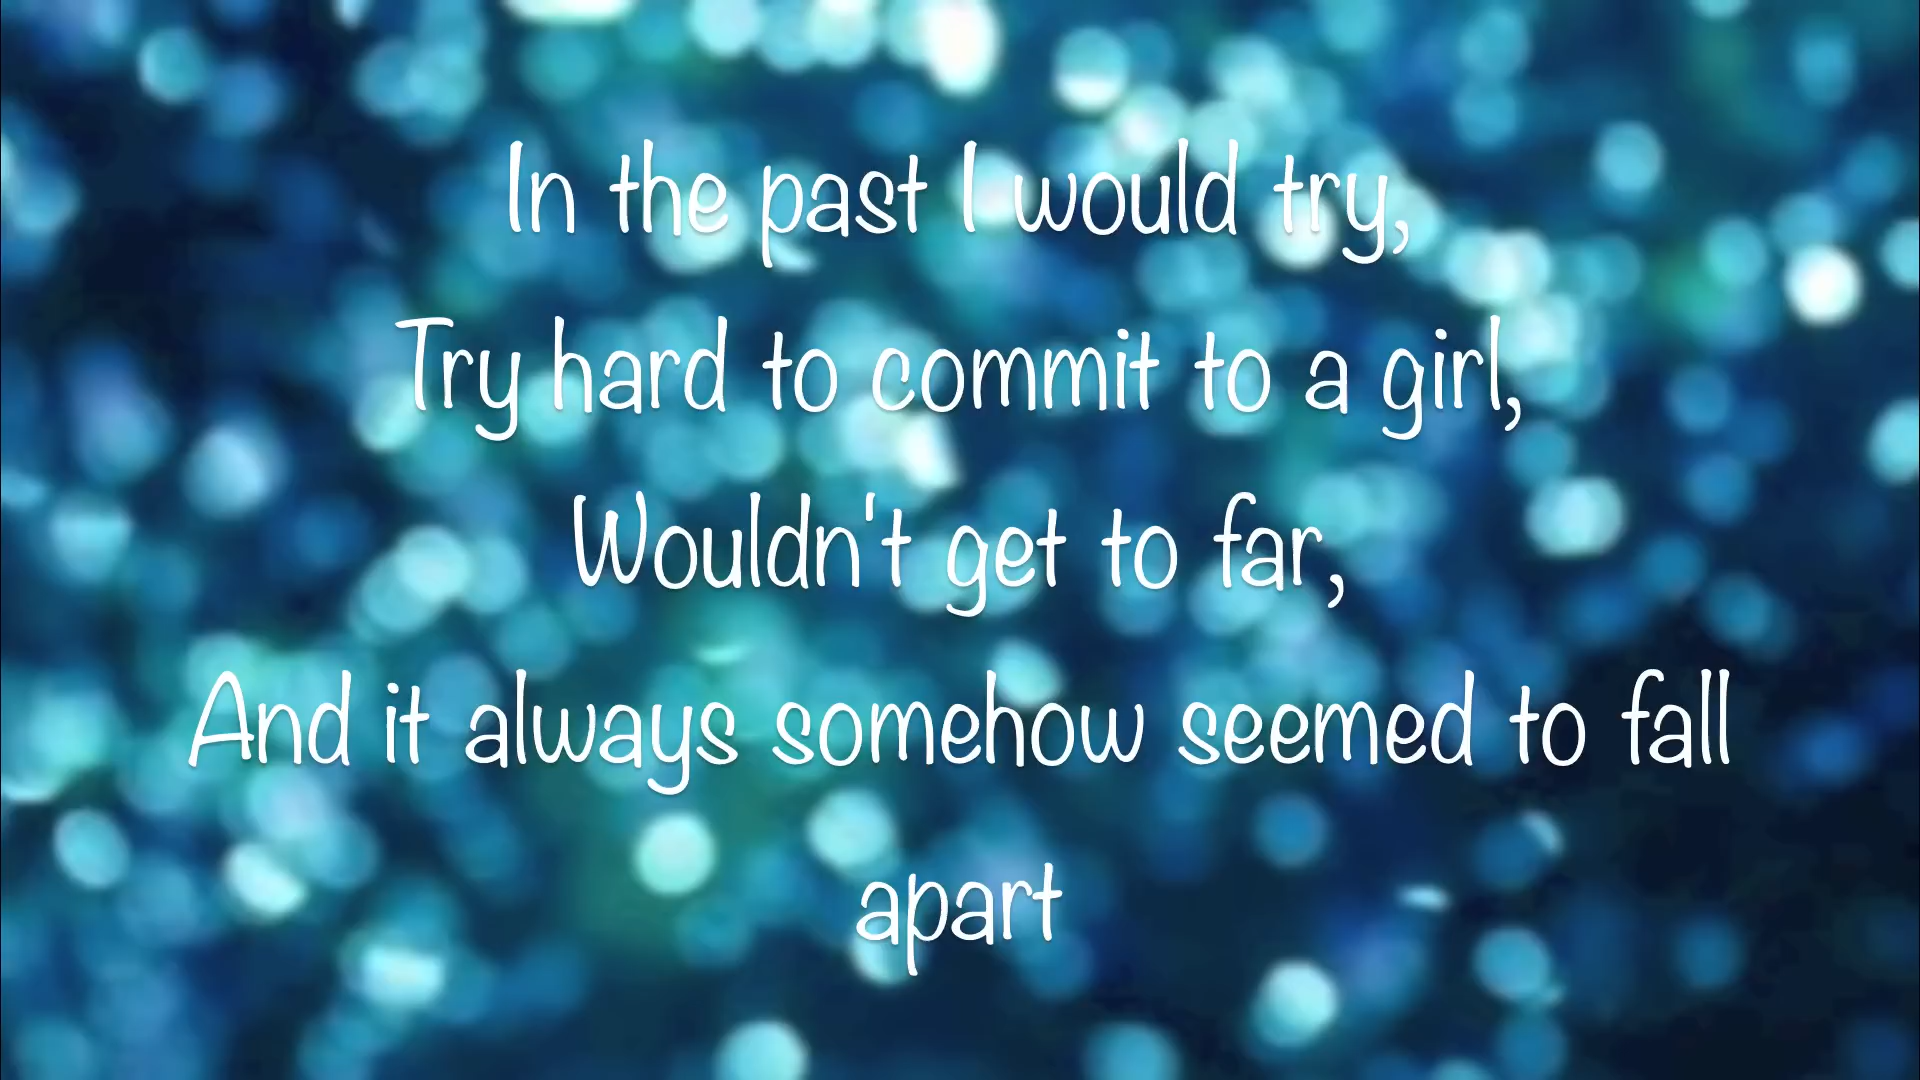 In the past I would try,
Try hard to commit to a girl,
Wouldn't get to far,
And it always somehow seemed to fall
apart